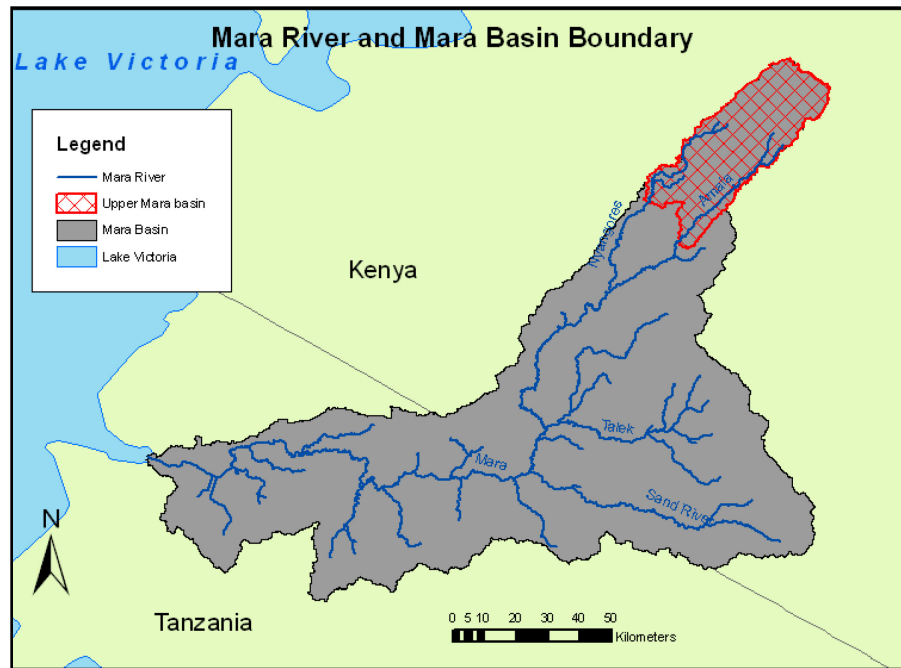 Mara River and Mara Basin Boundary
Lake Victoria
Legend
Mara River
Upper Mara basin
Mara Basin
Lake Victoria
Amala
Nyangores
Kenya
Talek
Mara
Sand River
N
Tanzania
0 5 10 20 30 40 50
Kilometers